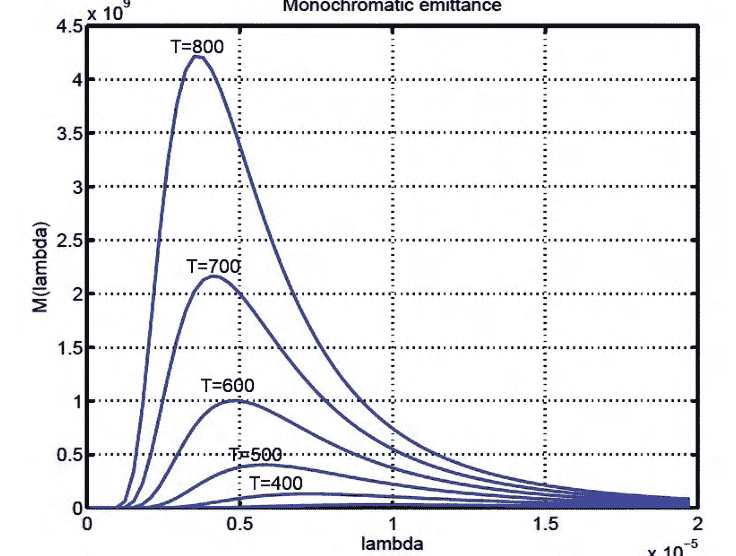 Monochromatic emittance
x 10^9
4.5
4
3.5
3
2.5
2
1.5
1
0.5
0
M(lambda)
T=800
T=700
T=600
T=500
T=400
0
0.5
1
1.5
2
x 10^-5
lambda